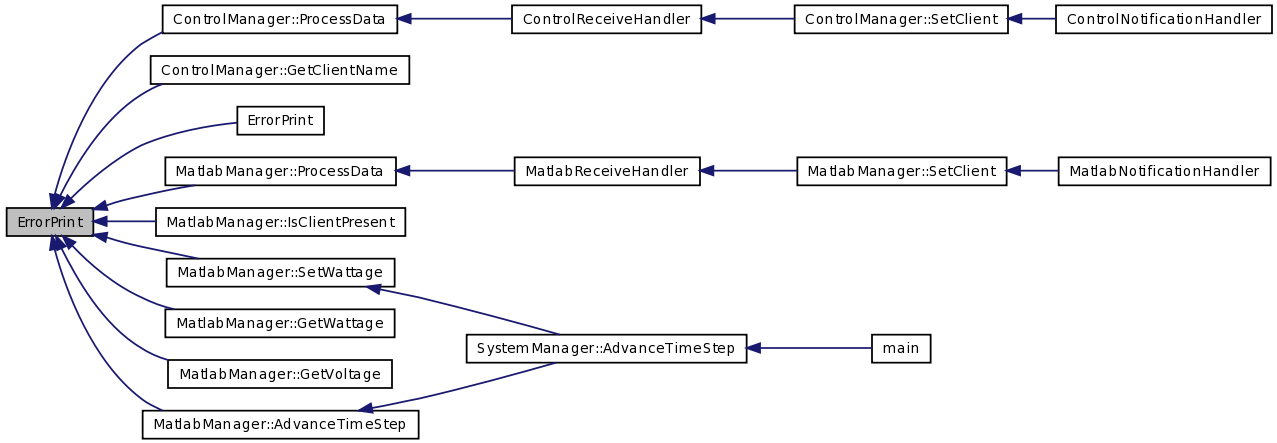 ControlManager::ProcessData
ControlReceiveHandler
ControlManager::SetClient
ControlNotificationHandler
ControlManager::GetClientName
ErrorPrint
MatlabManager::ProcessData
MatlabReceiveHandler
MatlabManager::SetClient
MatlabNotificationHandler
ErrorPrint
MatlabManager::IsClientPresent
MatlabManager::SetWattage
MatlabManager::GetWattage
SystemManager::AdvanceTimeStep
main
MatlabManager::GetVoltage
MatlabManager::AdvanceTimeStep